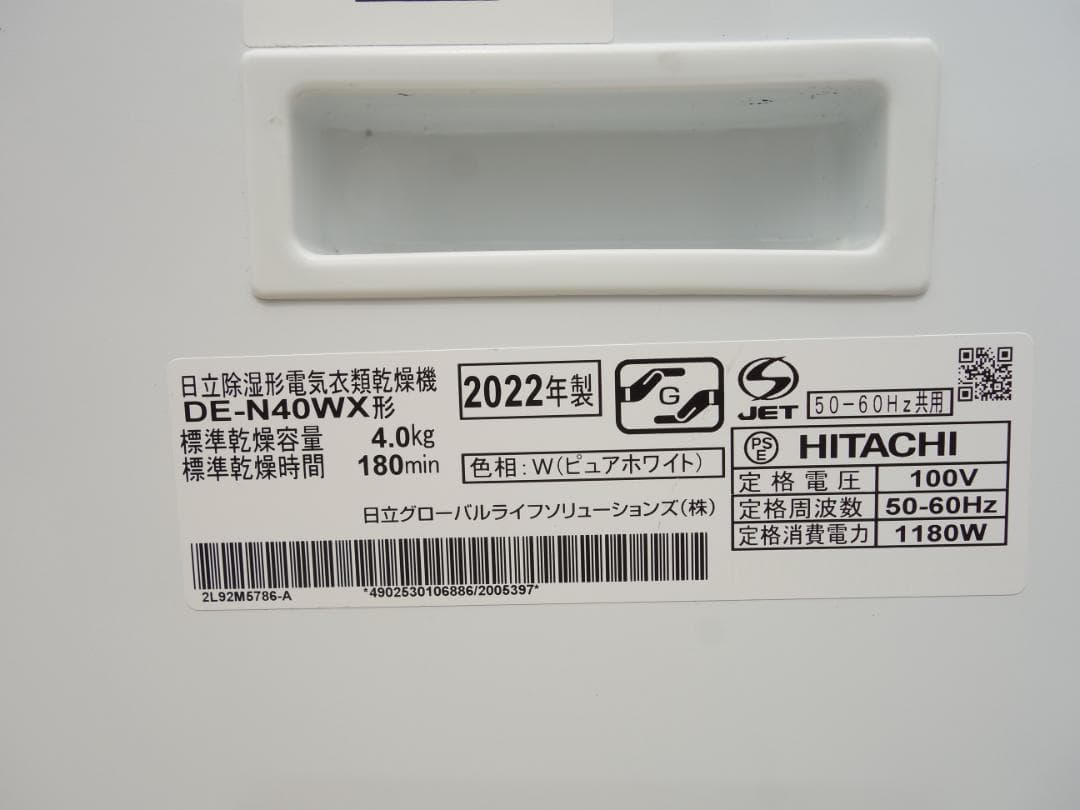 日立除湿形電気衣類乾燥機
DE-N40WX形
標準乾燥容量 4.0kg
標準乾燥時間 180min
2022年製
G
JET
50-60Hz共用
色相:W(ピュアホワイト)
PS
E
HITACHI
定格電圧 100V
定格周波数 50-60Hz
定格消費電力 1180W
日立グローバルライフソリューションズ(株)
2L92M5786-A
*4902530106886/2005397*